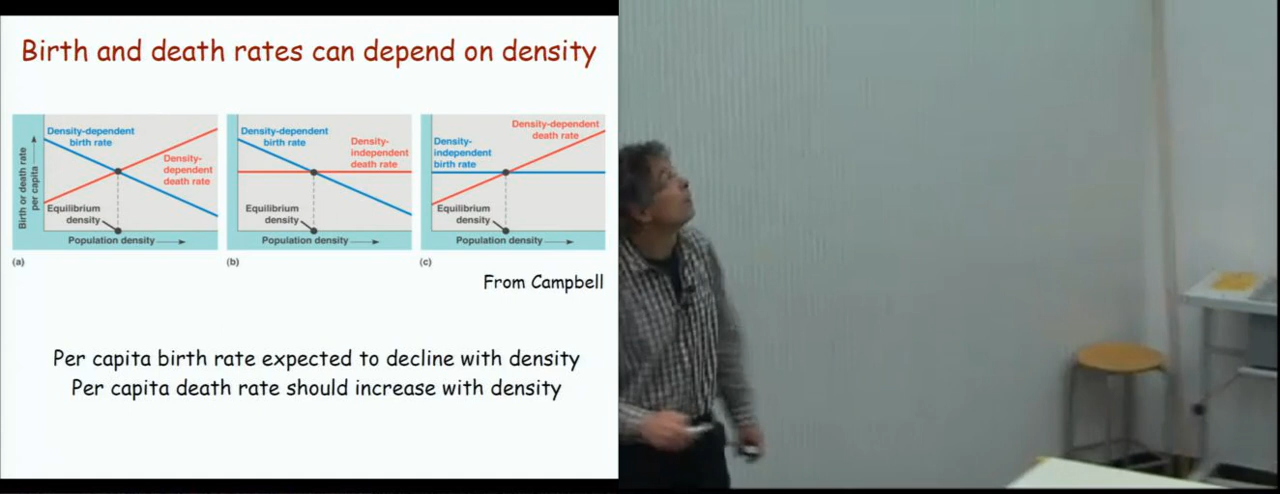 Birth and death rates can depend on density
Birth or death rate
per capita
Density-dependent
birth rate
Density-
dependent
death rate
Equilibrium
density
Population density
(a)
Density-dependent
birth rate
Density-
independent
death rate
Equilibrium
density
Population density
(b)
Density-dependent
death rate
Density-
independent
birth rate
Equilibrium
density
Population density
(c)
From Campbell
Per capita birth rate expected to decline with density
Per capita death rate should increase with density